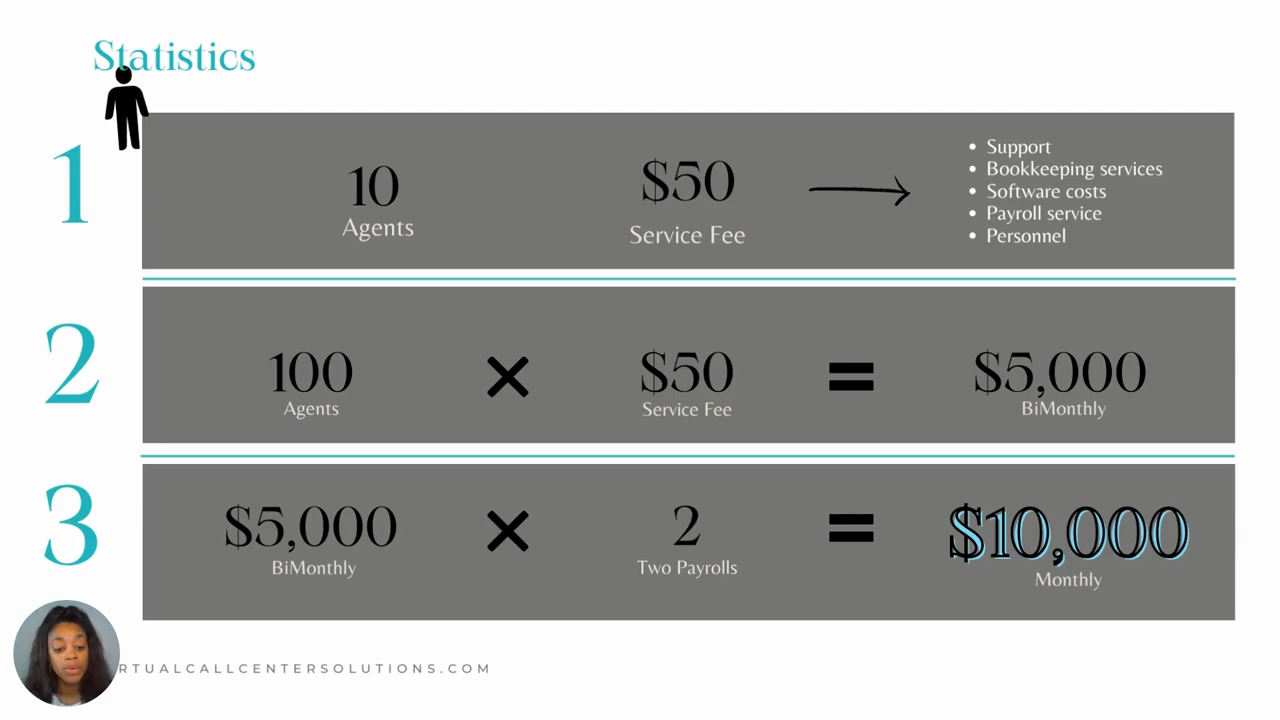 Statistics
1
10
Agents
$50
Service Fee
• Support
• Bookkeeping services
• Software costs
• Payroll service
• Personnel
2
100
Agents
×
$50
Service Fee
=
$5,000
BiMonthly
3
$5,000
BiMonthly
×
2
Two Payrolls
=
$10,000
Monthly
RTUALCALLCENTERSOLUTIONS.COM